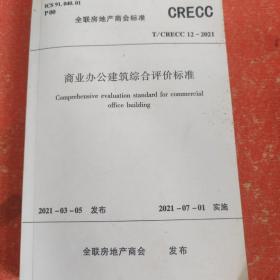 ICS 91.040.01
P 00
CRECC
全联房地产商会标准
T/CRECC 12-2021
商业办公建筑综合评价标准
Comprehensive evaluation standard for commercial
office building
2021-03-05 发布
2021-07-01 实施
全联房地产商会 发布